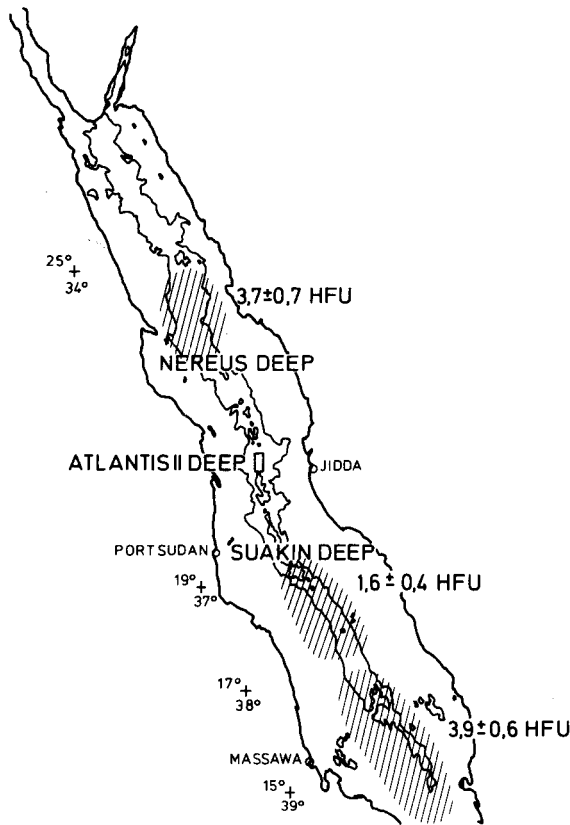 25°
34°
3,7±0,7 HFU
NEREUS DEEP
ATLANTIS II DEEP
JIDDA
PORT SUDAN
SUAKIN DEEP
19°
37°
1,6±0,4 HFU
17°
38°
3,9±0,6 HFU
MASSAWA
15°
39°